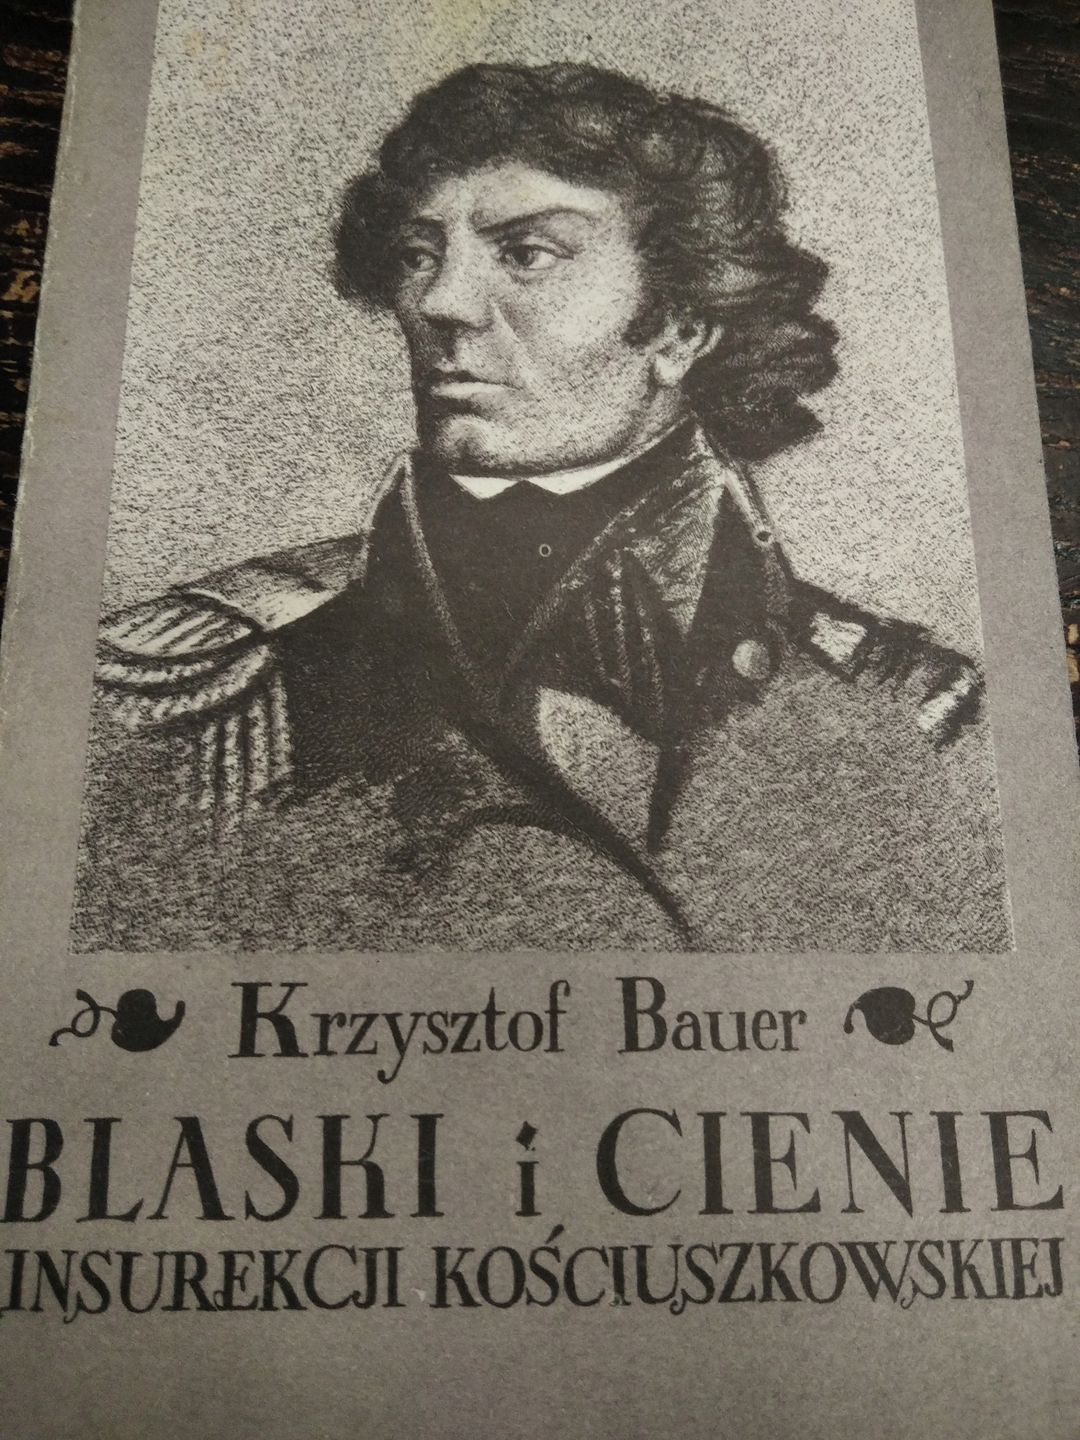 Krzysztof Bauer
BLASKI i CIENIE
INSUREKCJI KOŚCIUSZKOWSKIEJ